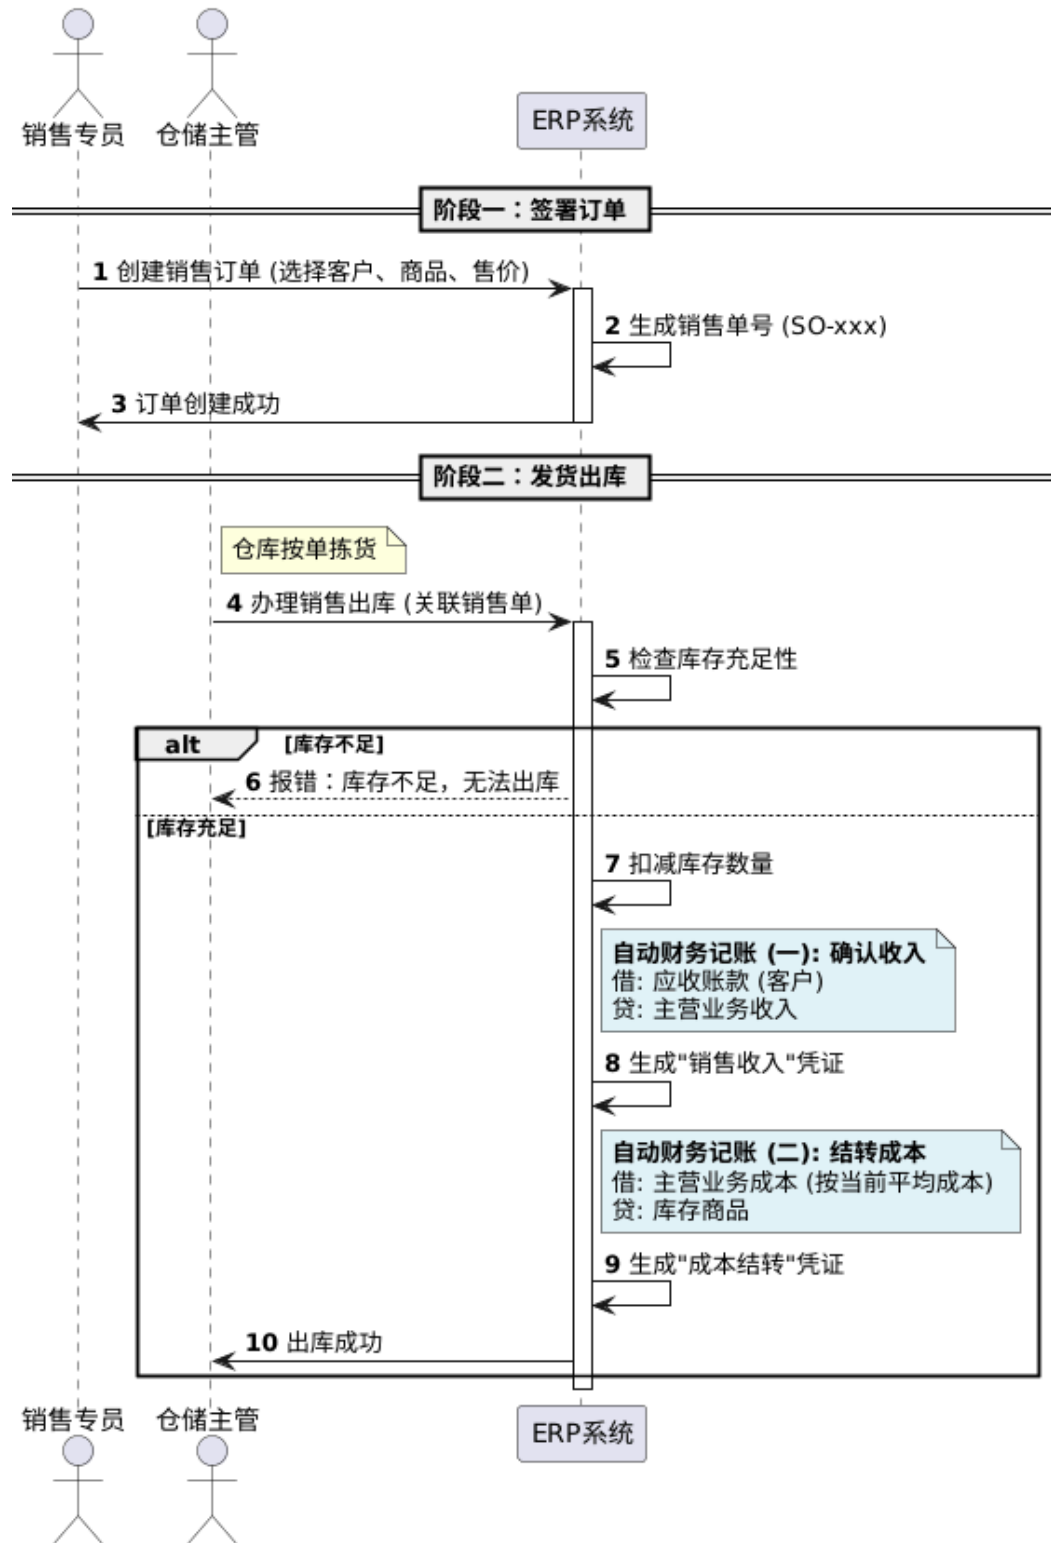 销售专员
仓储主管
ERP系统
阶段一：签署订单
1 创建销售订单 (选择客户、商品、售价)
2 生成销售单号 (SO-xxx)
3 订单创建成功
阶段二：发货出库
仓库按单拣货
4 办理销售出库 (关联销售单)
5 检查库存充足性
alt [库存不足]
6 报错：库存不足，无法出库
[库存充足]
7 扣减库存数量
自动财务记账 (一): 确认收入
借: 应收账款 (客户)
贷: 主营业务收入
8 生成"销售收入"凭证
自动财务记账 (二): 结转成本
借: 主营业务成本 (按当前平均成本)
贷: 库存商品
9 生成"成本结转"凭证
10 出库成功
销售专员
仓储主管
ERP系统